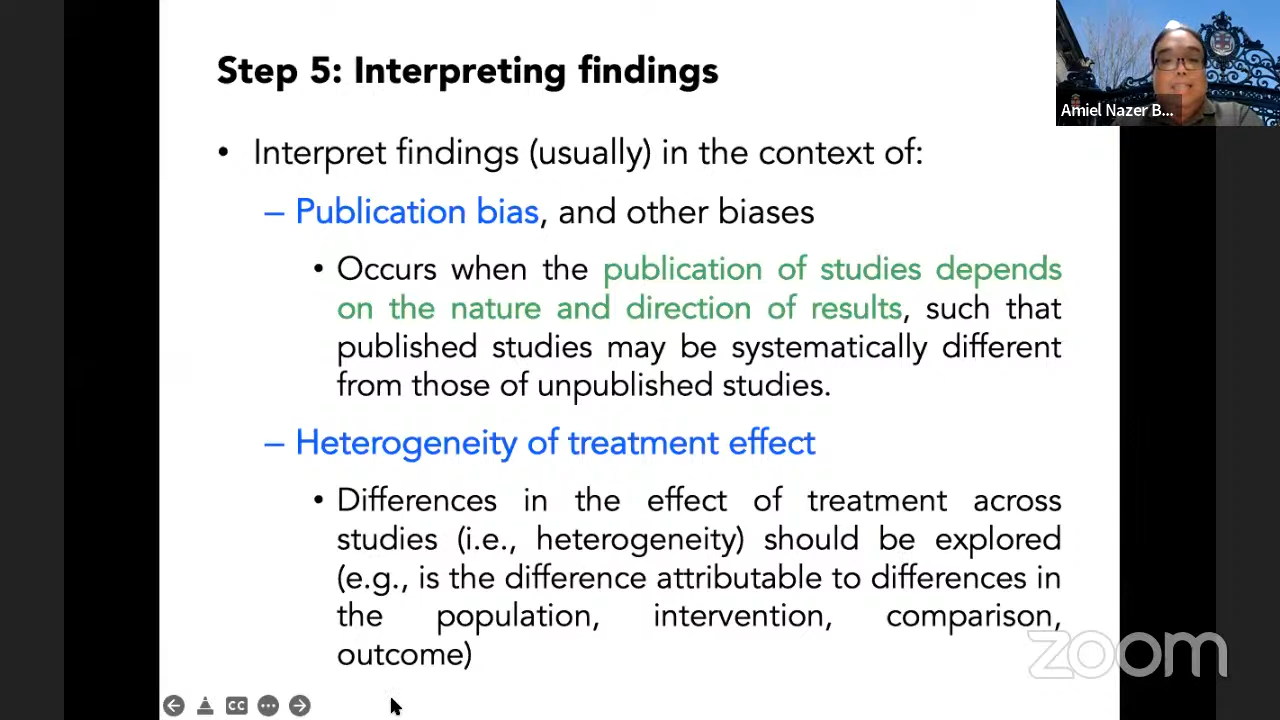 Step 5: Interpreting findings
Amiel Nazer B...
• Interpret findings (usually) in the context of:
– Publication bias, and other biases
• Occurs when the publication of studies depends
on the nature and direction of results, such that
published studies may be systematically different
from those of unpublished studies.
– Heterogeneity of treatment effect
• Differences in the effect of treatment across
studies (i.e., heterogeneity) should be explored
(e.g., is the difference attributable to differences in
the population, intervention, comparison,
outcome)
zoom
CC